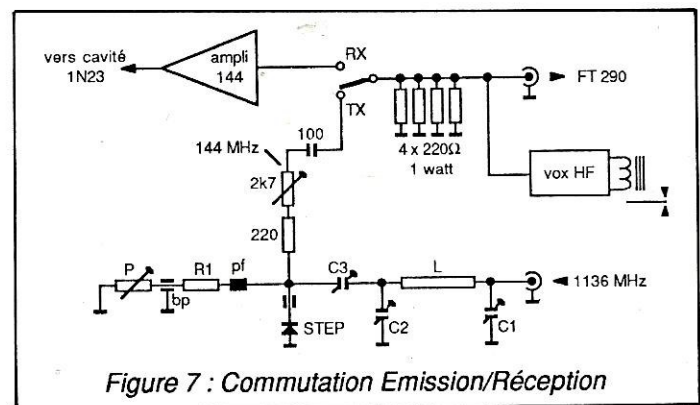 vers cavité
1N23
ampli
144
RX
TX
FT 290
100
144 MHz
4 x 220Ω
1 watt
vox HF
2k7
220
P
bp
R1
pf
C3
L
1136 MHz
STEP
C2
C1
Figure 7 : Commutation Emission/Réception